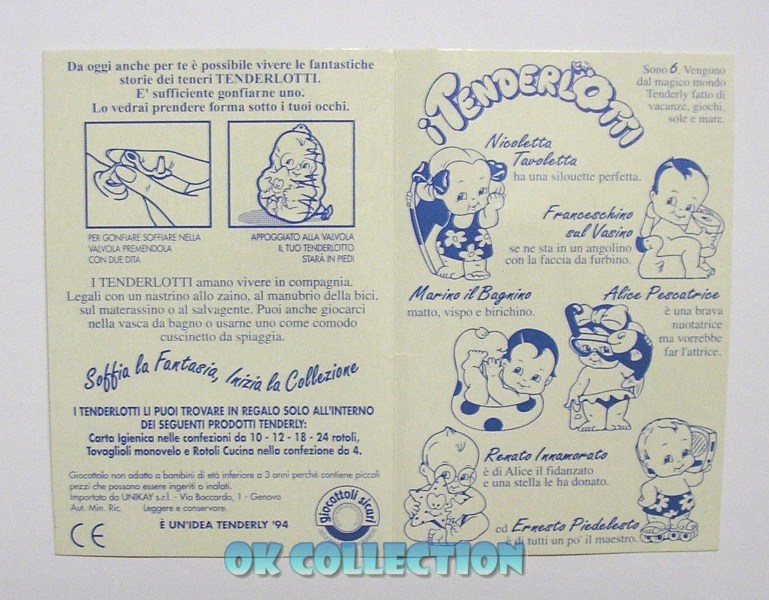 Da oggi anche per te è possibile vivere le fantastiche
storie dei teneri TENDERLOTTI.
E' sufficiente gonfiarne uno.
Lo vedrai prendere forma sotto i tuoi occhi.
PER GONFIARE SOFFIARE NELLA
VALVOLA PREMENDOLA
CON DUE DITA
APPOGGIATO ALLA VALVOLA
IL TUO TENDERLOTTO
STARÁ IN PIEDI
I TENDERLOTTI amano vivere in compagnia.
Legali con un nastrino allo zaino, al manubrio della bici,
sul materassino o al salvagente. Puoi anche giocarci
nella vasca da bagno o usarne uno come comodo
cuscinetto da spiaggia.
Soffia la Fantasia, Inizia la Collezione
I TENDERLOTTI LI PUOI TROVARE IN REGALO SOLO ALL'INTERNO
DEI SEGUENTI PRODOTTI TENDERLY:
Carta Igienica nelle confezioni da 10 - 12 - 18 - 24 rotoli,
Tovaglioli monovelo e Rotoli Cucina nella confezione da 4.
Giocattolo non adatto a bambini di età inferiore a 3 anni perchè contiene piccoli
pezzi che possono essere ingeriti o inalati.
Importato da UNIKAY s.r.l. - Via Boccardo, 1 - Genova
Aut. Min. Ric. Leggere e conservare.
È UN'IDEA TENDERLY '94
CE
giocattoli sicuri
i TENDERLOTTI
Sono 6. Vengono
dal magico mondo
Tenderly fatto di
vacanze, giochi,
sole e mare.
Nicoletta
Tavoletta
ha una silouette perfetta.
Franceschino
sul Vasino
se ne sta in un angolino
con la faccia da furbino.
Marino il Bagnino
matto, vispo e birichino.
Alice Pescatrice
è una brava
nuotatrice
ma vorrebbe
far l'attrice.
Renato Innamorato
è di Alice il fidanzato
e una stella le ha donato.
ed Ernesto Piedelesto
è di tutti un po' il maestro.
OK COLLECTION